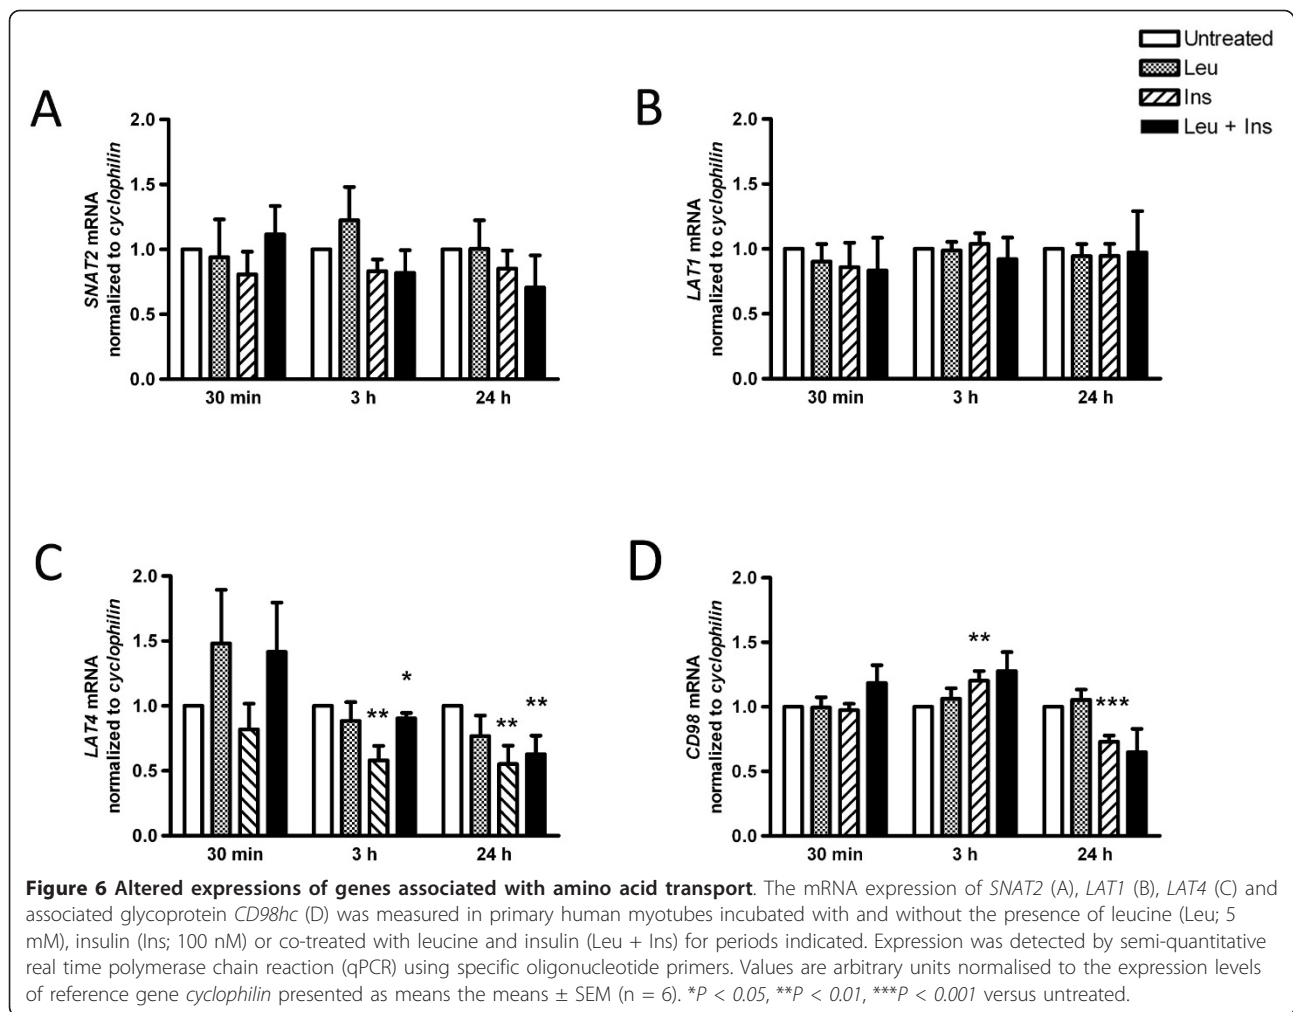 Untreated
Leu
Ins
Leu + Ins
A
2.0
1.5
1.0
0.5
0.0
SNAT2 mRNA
normalized to cyclophilin
30 min 3 h 24 h
B
2.0
1.5
1.0
0.5
0.0
LAT1 mRNA
normalized to cyclophilin
30 min 3 h 24 h
C
2.0
1.5
1.0
0.5
0.0
LAT4 mRNA
normalized to cyclophilin
** * ** **
30 min 3 h 24 h
D
2.0
1.5
1.0
0.5
0.0
CD98 mRNA
normalized to cyclophilin
** ***
30 min 3 h 24 h
Figure 6 Altered expressions of genes associated with amino acid transport. The mRNA expression of SNAT2 (A), LAT1 (B), LAT4 (C) and
associated glycoprotein CD98hc (D) was measured in primary human myotubes incubated with and without the presence of leucine (Leu; 5
mM), insulin (Ins; 100 nM) or co-treated with leucine and insulin (Leu + Ins) for periods indicated. Expression was detected by semi-quantitative
real time polymerase chain reaction (qPCR) using specific oligonucleotide primers. Values are arbitrary units normalised to the expression levels
of reference gene cyclophilin presented as means the means ± SEM (n = 6). *P < 0.05, **P < 0.01, ***P < 0.001 versus untreated.